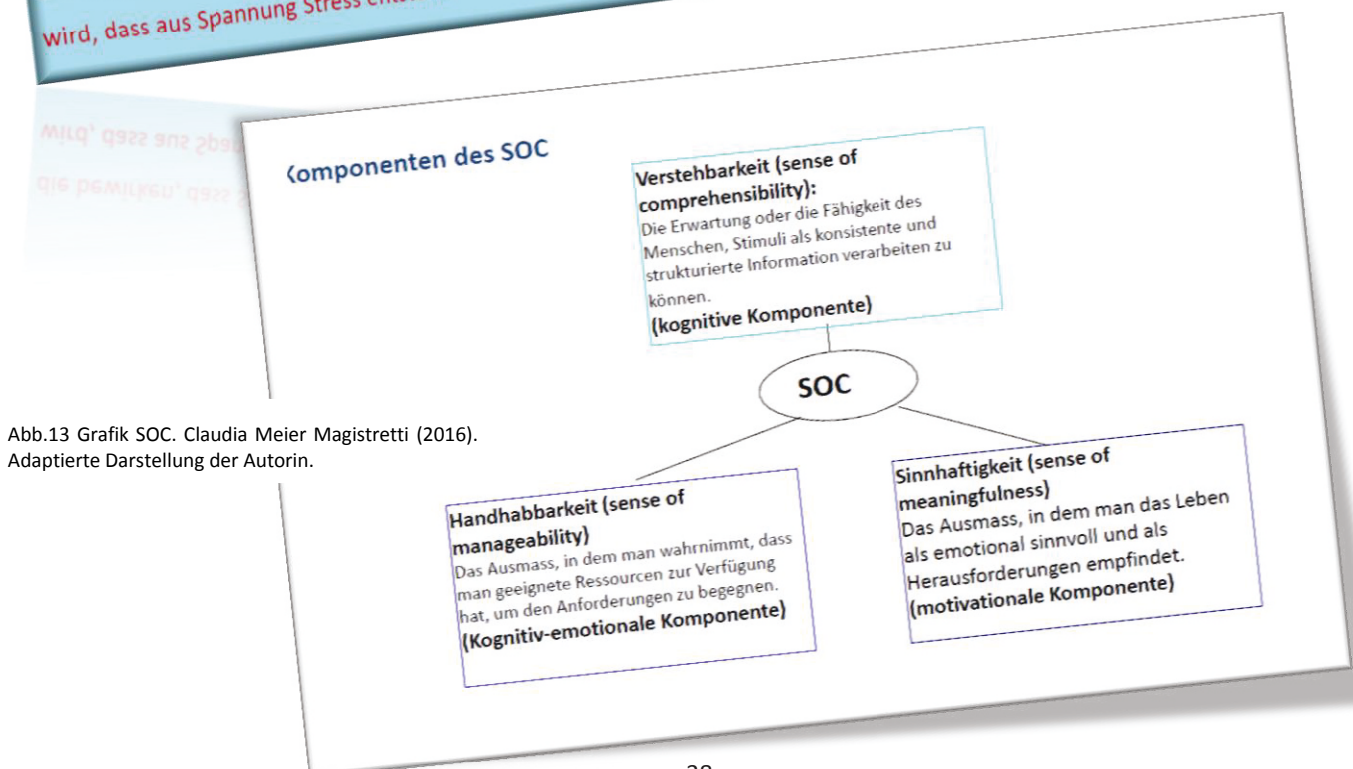 wird, dass aus Spannung Stress
Komponenten des SOC
Verstehbarkeit (sense of
comprehensibility):
Die Erwartung oder die Fähigkeit des
Menschen, Stimuli als konsistente und
strukturierte Information verarbeiten zu
können.
(kognitive Komponente)
SOC
Abb.13 Grafik SOC. Claudia Meier Magistretti (2016).
Adaptierte Darstellung der Autorin.
Handhabbarkeit (sense of
manageability)
Das Ausmass, in dem man wahrnimmt, dass
man geeignete Ressourcen zur Verfügung
hat, um den Anforderungen zu begegnen.
(Kognitiv-emotionale Komponente)
Sinnhaftigkeit (sense of
meaningfulness)
Das Ausmass, in dem man das Leben
als emotional sinnvoll und als
Herausforderungen empfindet.
(motivationale Komponente)